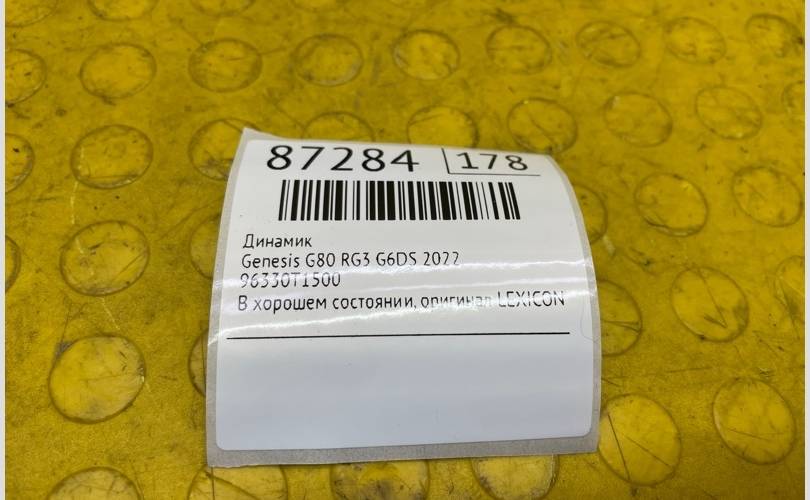 87284 178
Динамик
Genesis G80 RG3 G6DS 2022
96330T1500
В хорошем состоянии, оригинал LEXICON